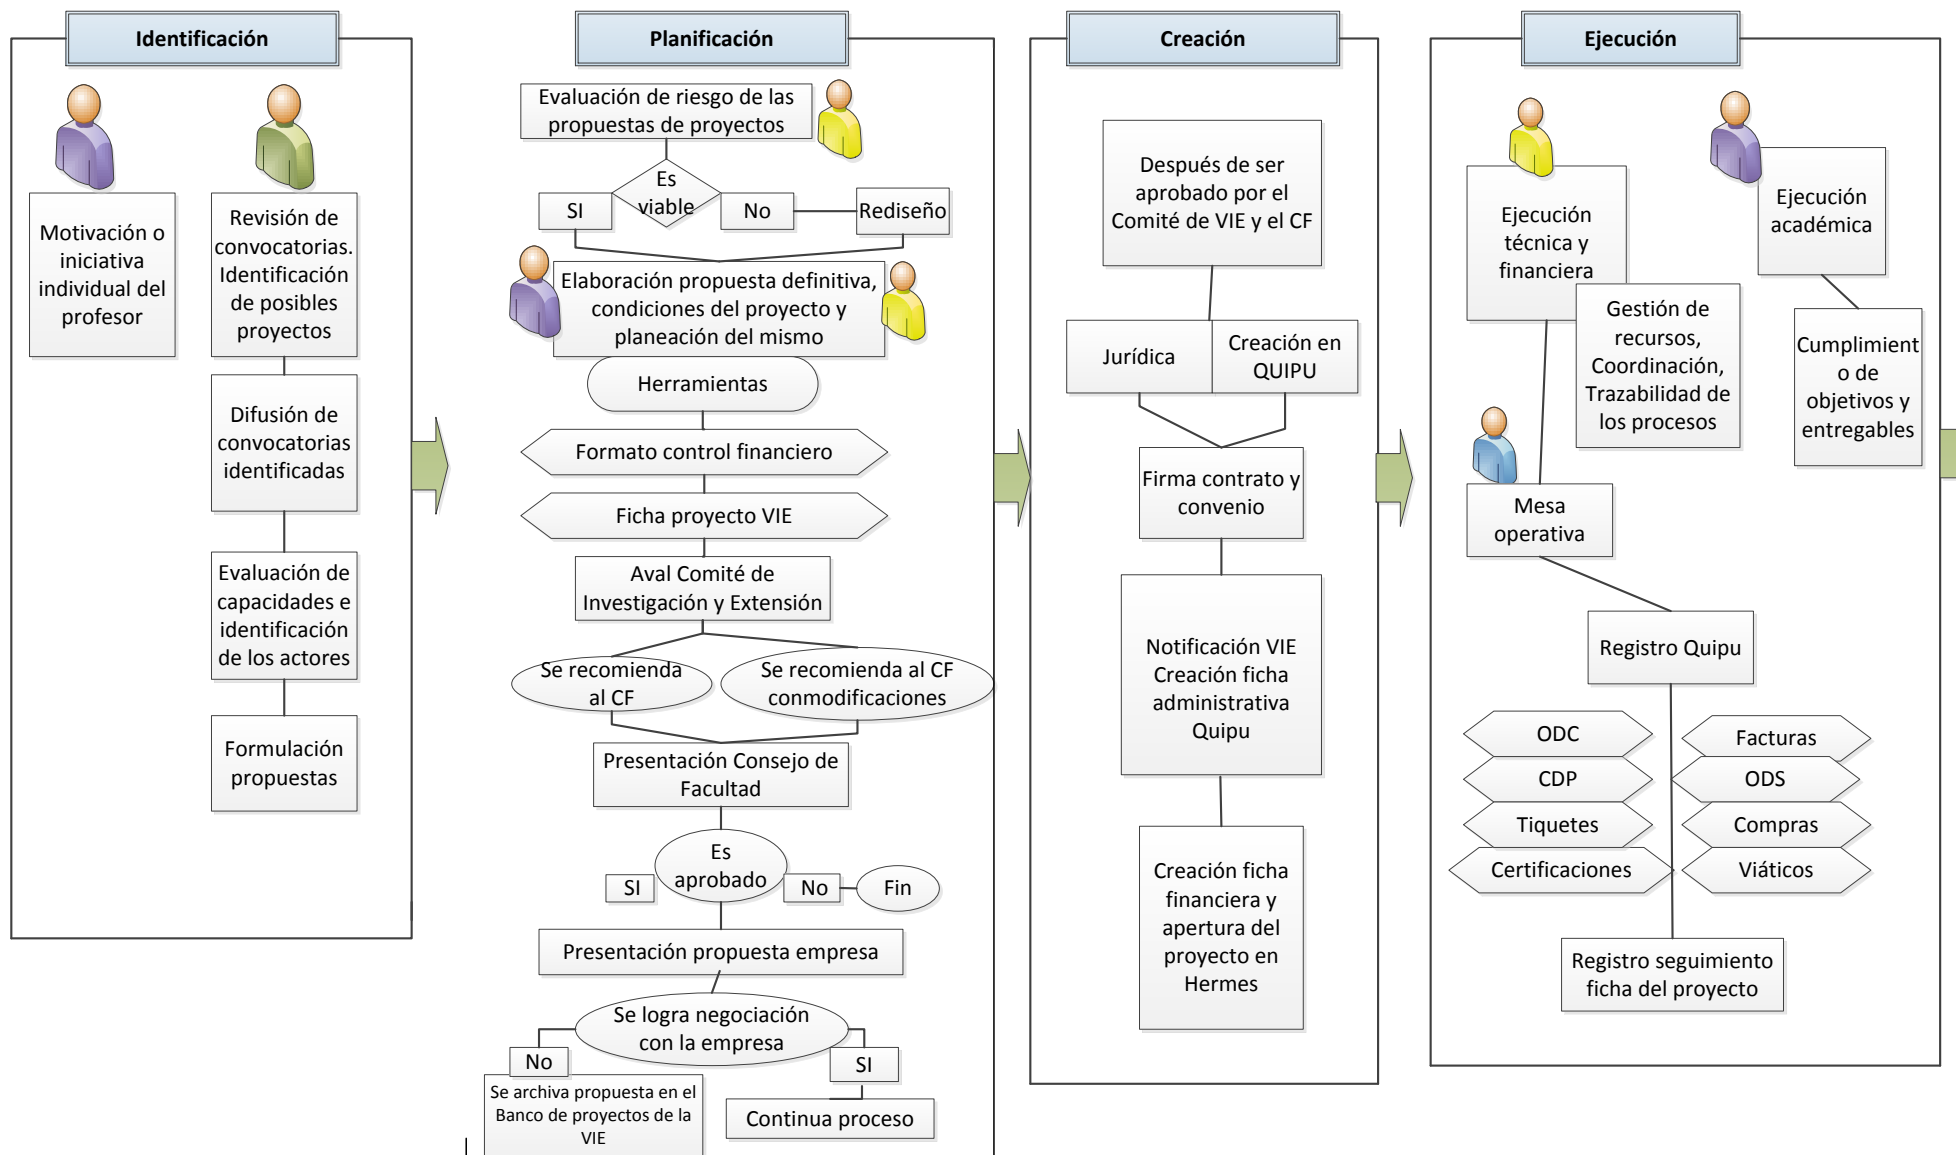 Identificación
Motivación o
iniciativa
individual del
profesor
Revisión de
convocatorias.
Identificación
de posibles
proyectos
Difusión de
convocatorias
identificadas
Evaluación de
capacidades e
identificación
de los actores
Formulación
propuestas
Planificación
Evaluación de riesgo de las
propuestas de proyectos
Es
viable
SI
No
Rediseño
Elaboración propuesta definitiva,
condiciones del proyecto y
planeación del mismo
Herramientas
Formato control financiero
Ficha proyecto VIE
Aval Comité de
Investigación y Extensión
Se recomienda
al CF
Se recomienda al CF
conmodificaciones
Presentación Consejo de
Facultad
Es
aprobado
SI
No
Fin
Presentación propuesta empresa
Se logra negociación
con la empresa
No
SI
Se archiva propuesta en el
Banco de proyectos de la
VIE
Continua proceso
Creación
Después de ser
aprobado por el
Comité de VIE y el CF
Jurídica
Creación en
QUIPU
Firma contrato y
convenio
Notificación VIE
Creación ficha
administrativa
Quipu
Creación ficha
financiera y
apertura del
proyecto en
Hermes
Ejecución
Ejecución
técnica y
financiera
Gestión de
recursos,
Coordinación,
Trazabilidad de
los procesos
Ejecución
académica
Cumplimient
o de
objetivos y
entregables
Mesa
operativa
Registro Quipu
ODC
Facturas
CDP
ODS
Tiquetes
Compras
Certificaciones
Viáticos
Registro seguimiento
ficha del proyecto